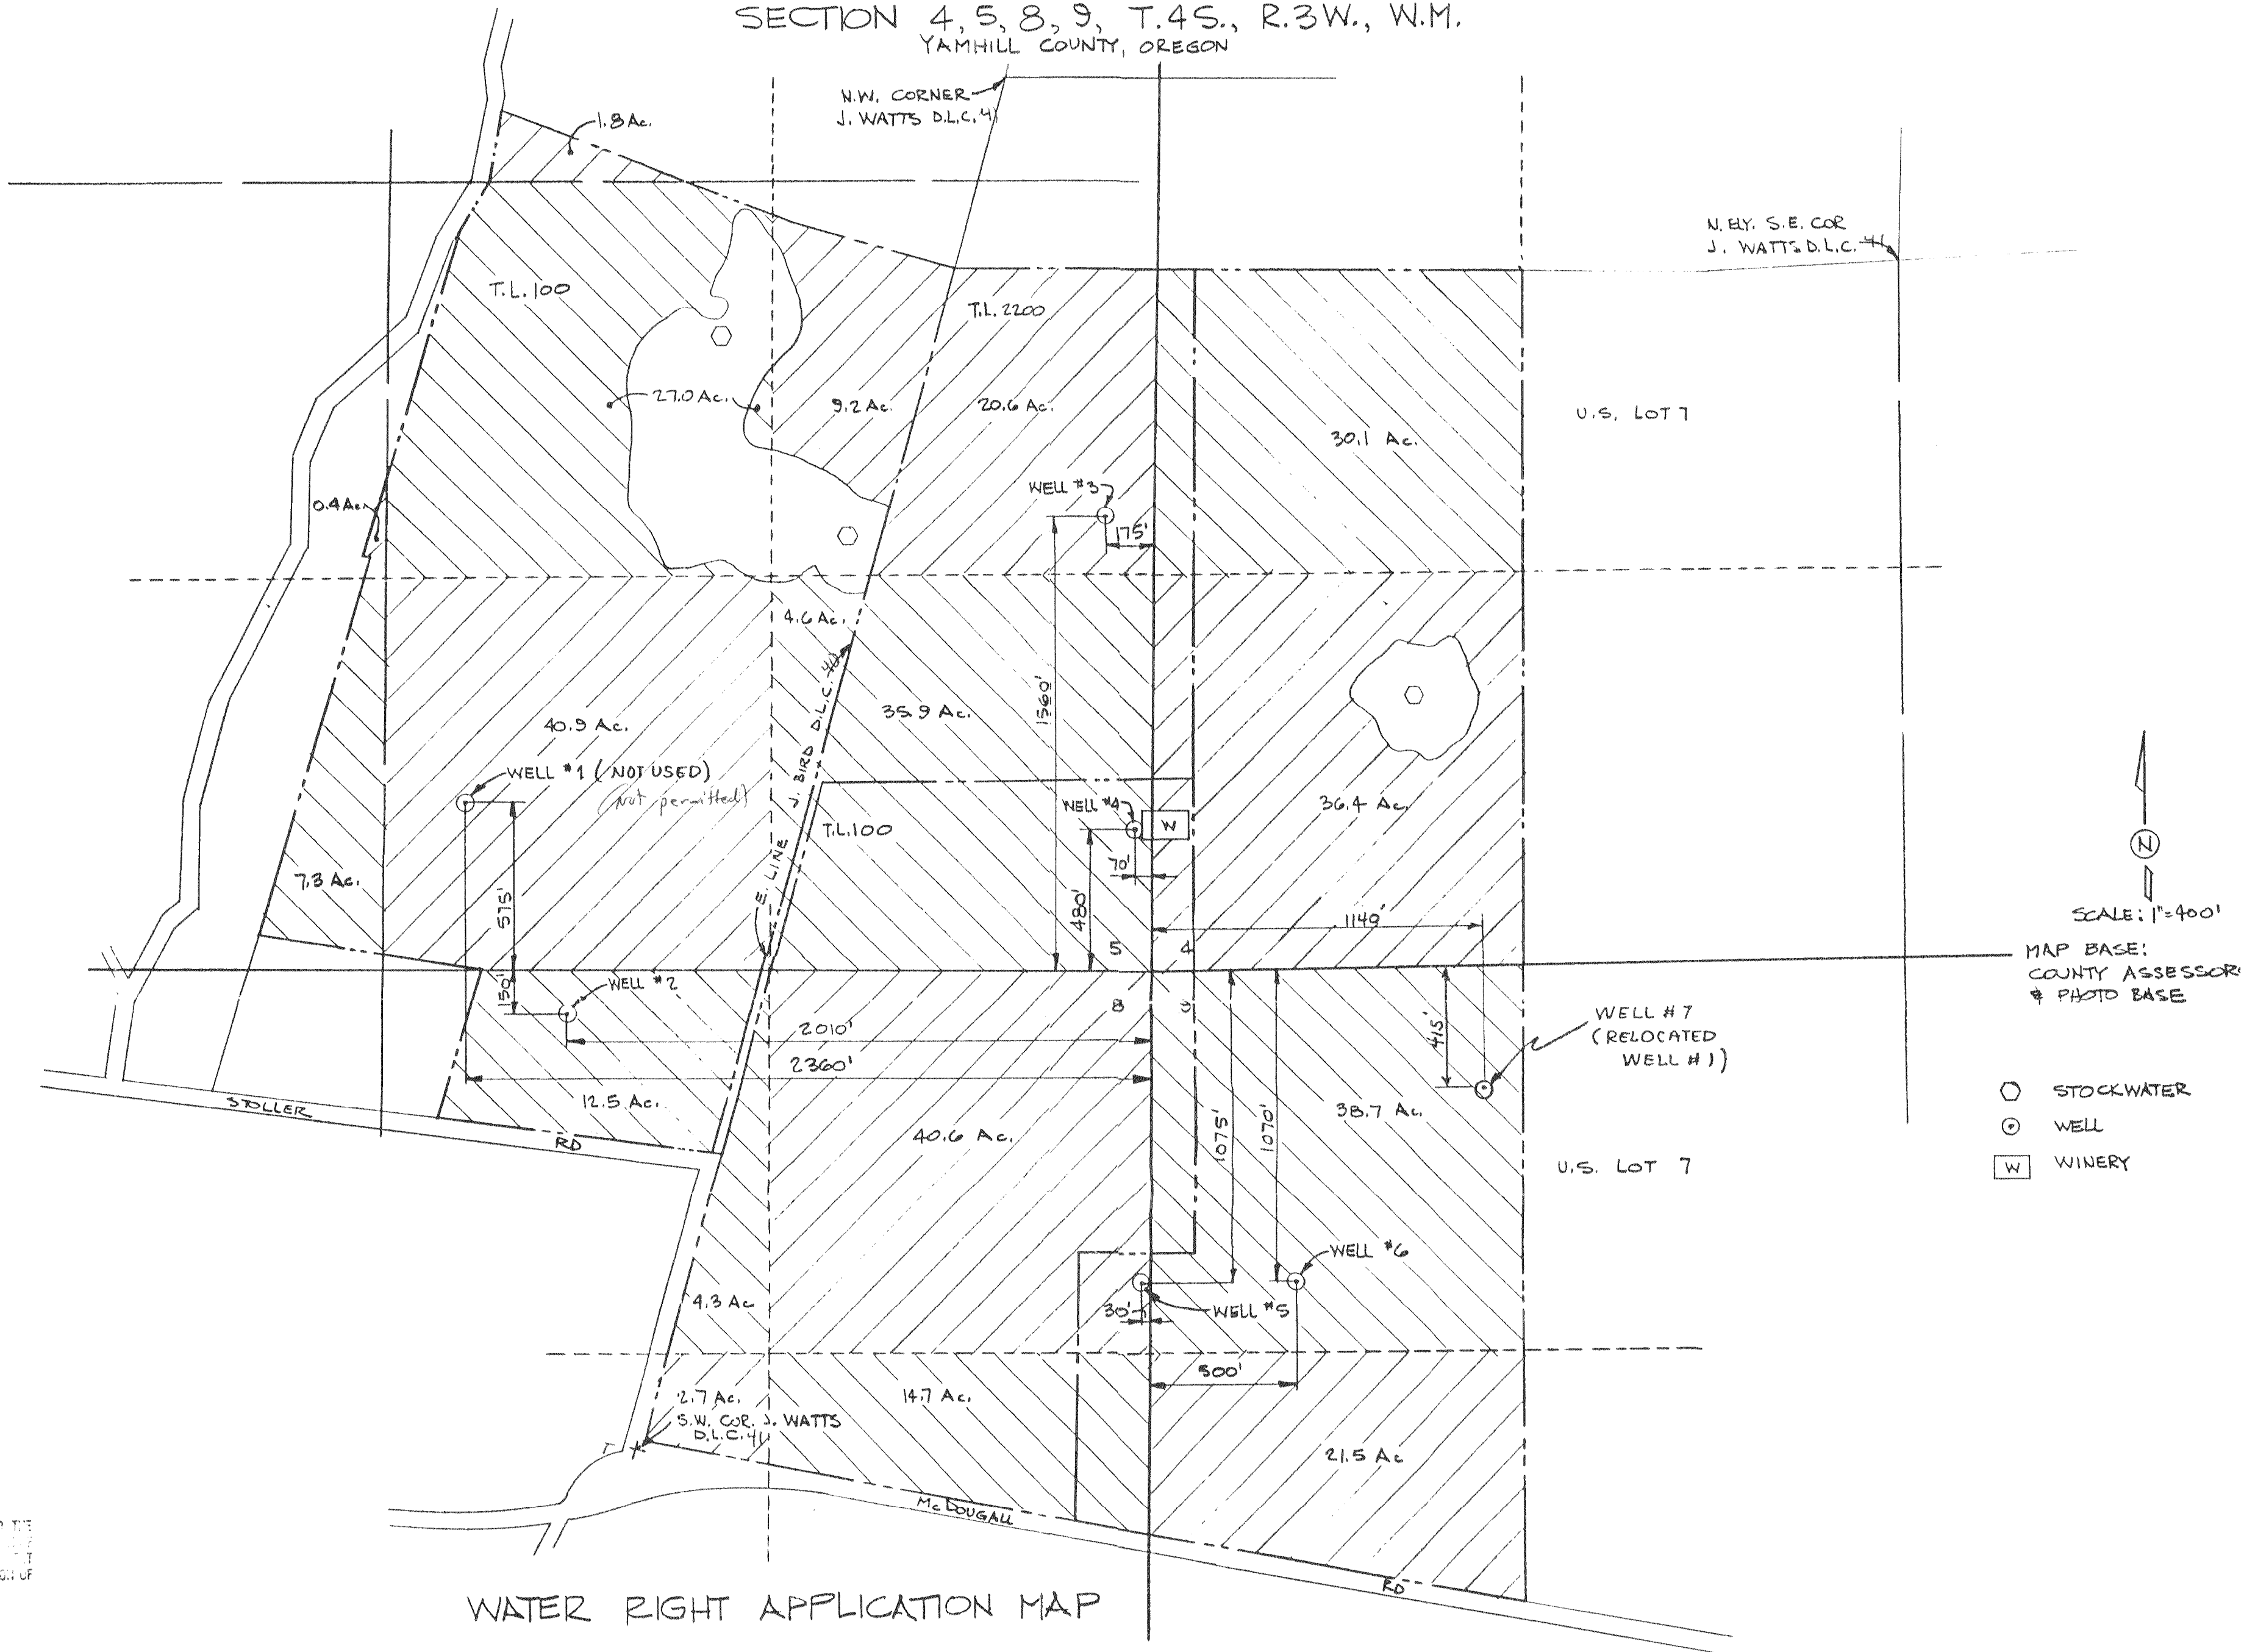 SECTION 4, 5, 8, 9, T.4S., R.3W., W.M.
YAMHILL COUNTY, OREGON
N.W. CORNER
J. WATTS D.L.C. 41
1.8 Ac.
N. ELY. S.E. COR
J. WATTS D.L.C. 41
T.L. 100
T.L. 2200
27.0 Ac.
9.2 Ac.
20.6 Ac.
30.1 Ac.
U.S. LOT 7
WELL #3
175'
0.4 Ac.
4.6 Ac.
1560'
40.9 Ac.
35.9 Ac.
J. BIRD D.L.C. 40
E. LINE
WELL #1 (NOT USED)
(Not permitted)
WELL #4
W
36.4 Ac.
T.L. 100
70'
7.3 Ac.
575'
480'
1140'
5
4
N
SCALE: 1"=400'
MAP BASE:
COUNTY ASSESSOR
& PHOTO BASE
150'
WELL #2
8
9
2010'
2360'
415'
WELL #7
(RELOCATED
WELL #1)
STOLLER
RD
12.5 Ac.
40.6 Ac.
1075'
1070'
38.7 Ac.
U.S. LOT 7
STOCKWATER
WELL
W WINERY
4.3 Ac
30'
WELL #5
WELL #6
500'
2.7 Ac.
14.7 Ac.
S.W. COR. J. WATTS
D.L.C. 41
21.5 Ac
McDOUGALL
RD
THE
ON OF
WATER RIGHT APPLICATION MAP